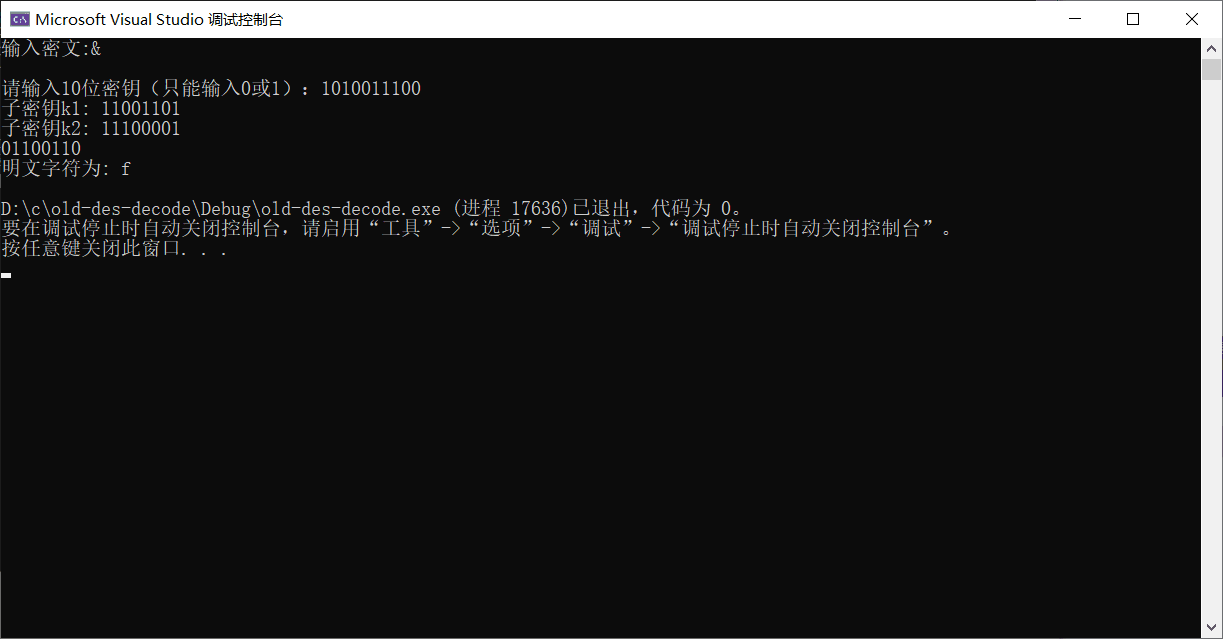 Microsoft Visual Studio 调试控制台
输入密文:&
请输入10位密钥（只能输入0或1）：1010011100
子密钥k1: 11001101
子密钥k2: 11100001
01100110
明文字符为: f
D:\c\old-des-decode\Debug\old-des-decode.exe (进程 17636)已退出，代码为 0。
要在调试停止时自动关闭控制台，请启用“工具”->“选项”->“调试”->“调试停止时自动关闭控制台”。
按任意键关闭此窗口. . .